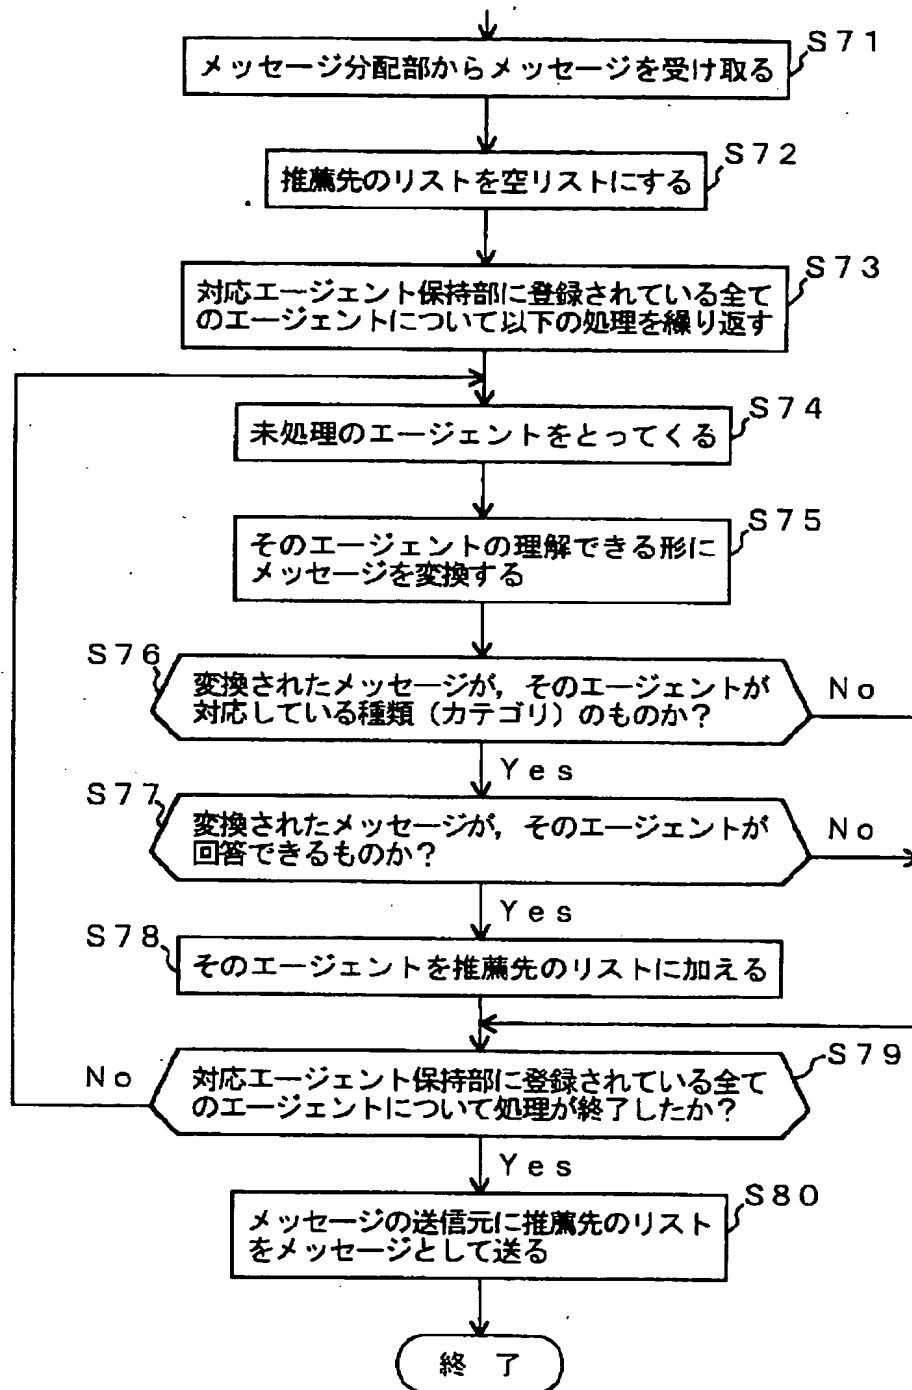 S71
メッセージ分配部からメッセージを受け取る
S72
推薦先のリストを空リストにする
S73
対応エージェント保持部に登録されている全て
のエージェントについて以下の処理を繰り返す
S74
未処理のエージェントをとってくる
S75
そのエージェントの理解できる形に
メッセージを変換する
S76
変換されたメッセージが，そのエージェントが
対応している種類（カテゴリ）のものか？
No
Yes
S77
変換されたメッセージが，そのエージェントが
回答できるものか？
No
Yes
S78
そのエージェントを推薦先のリストに加える
S79
対応エージェント保持部に登録されている全て
のエージェントについて処理が終了したか？
No
Yes
S80
メッセージの送信元に推薦先のリスト
をメッセージとして送る
終 了